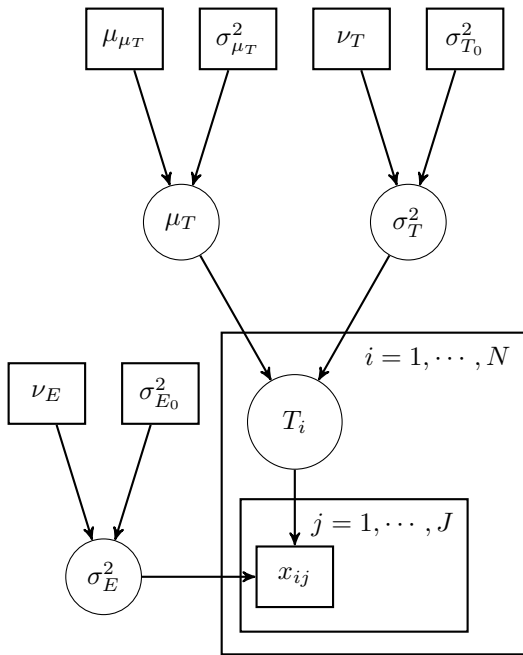 μ_{μ_T} σ²_{μ_T} ν_T σ²_{T_0}
μ_T σ²_T
i = 1, ⋯ , N
ν_E σ²_{E_0}
T_i
j = 1, ⋯ , J
σ²_E x_{ij}